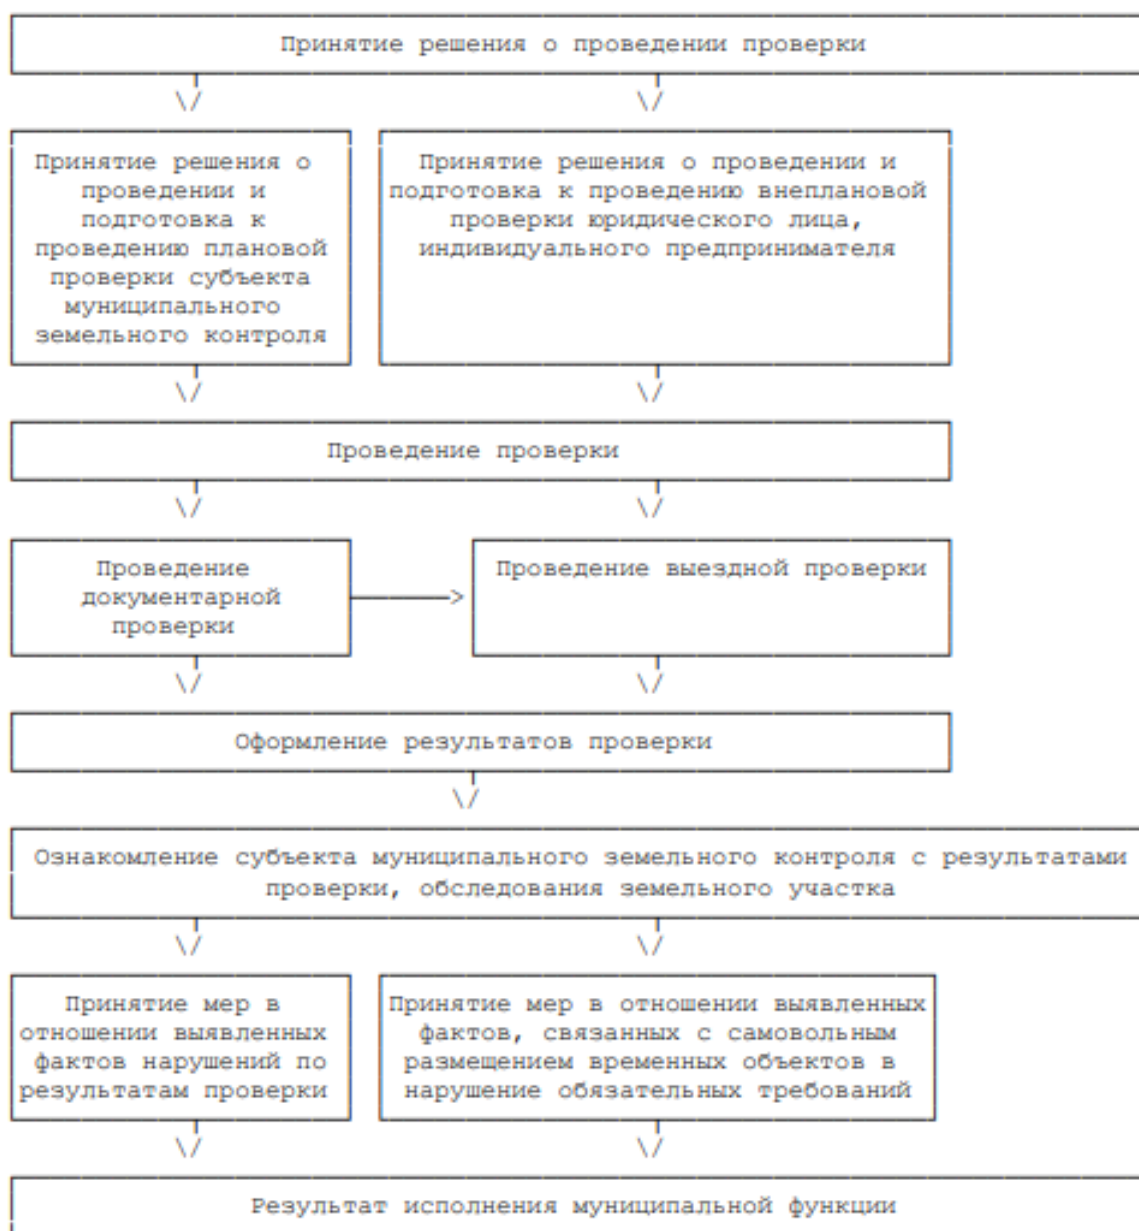 Принятие решения о проведении проверки
Принятие решения о
проведении и
подготовка к
проведению плановой
проверки субъекта
муниципального
земельного контроля
Принятие решения о проведении и
подготовка к проведению внеплановой
проверки юридического лица,
индивидуального предпринимателя
Проведение проверки
Проведение
документарной
проверки
Проведение выездной проверки
Оформление результатов проверки
Ознакомление субъекта муниципального земельного контроля с результатами
проверки, обследования земельного участка
Принятие мер в
отношении выявленных
фактов нарушений по
результатам проверки
Принятие мер в отношении выявленных
фактов, связанных с самовольным
размещением временных объектов в
нарушение обязательных требований
Результат исполнения муниципальной функции